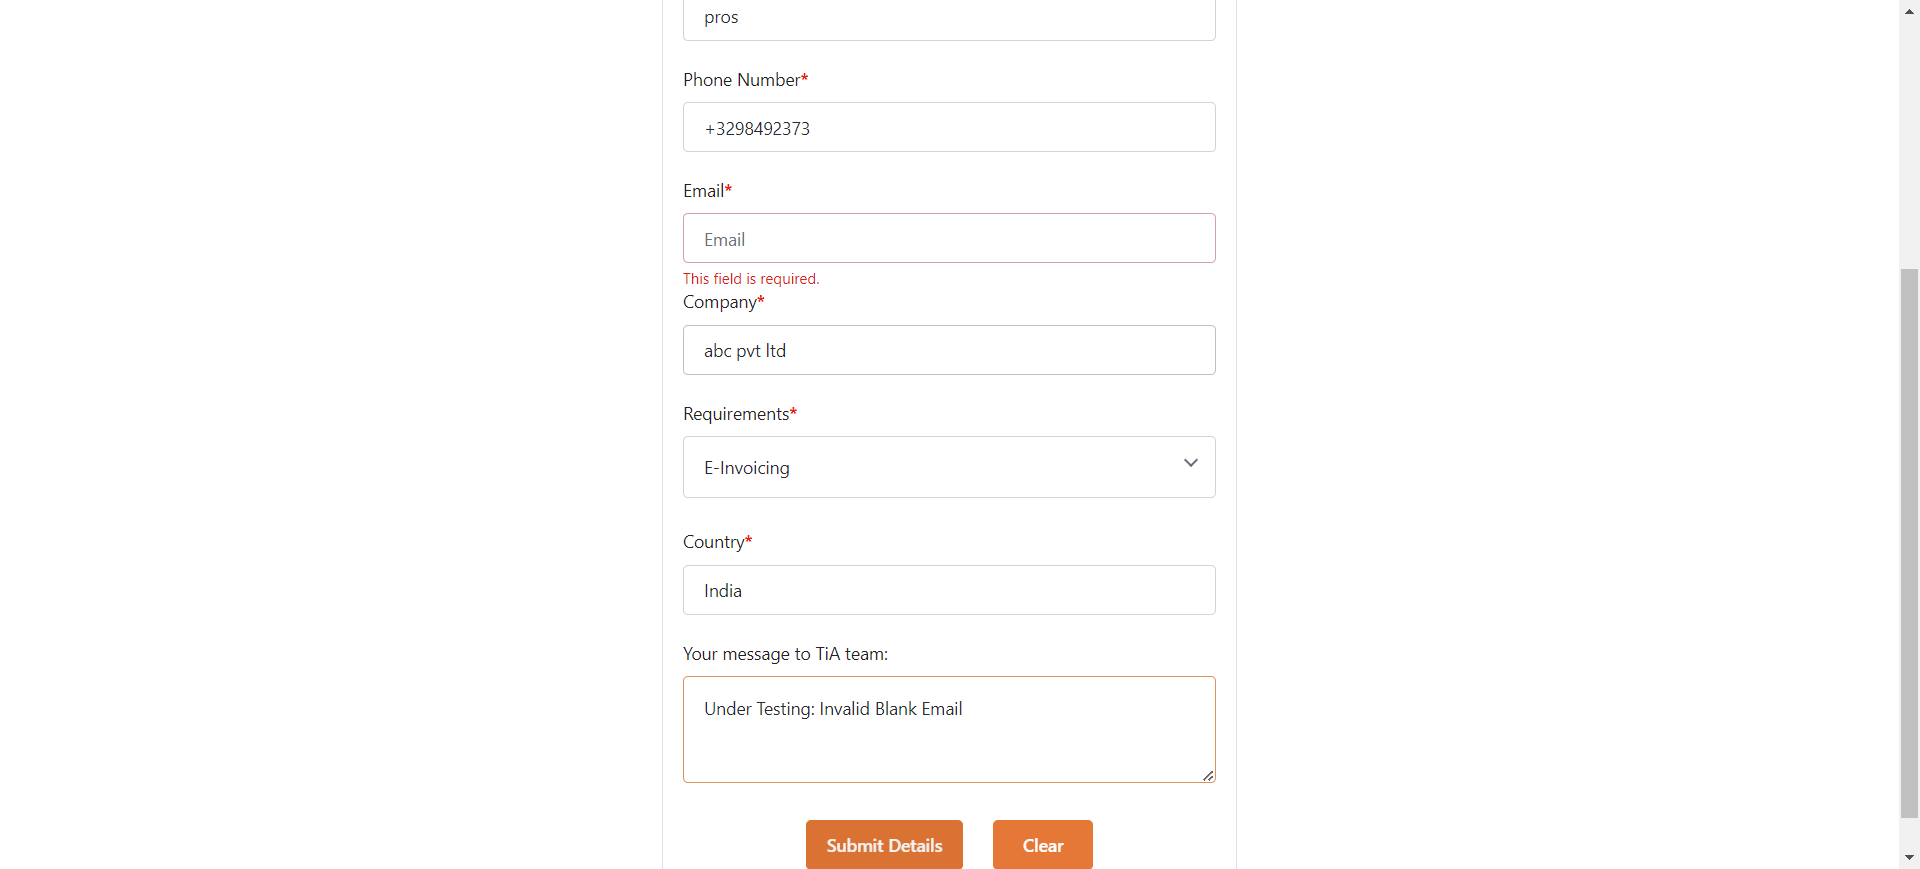 pros
Phone Number*
+3298492373
Email*
Email
This field is required.
Company*
abc pvt ltd
Requirements*
E-Invoicing
Country*
India
Your message to TiA team:
Under Testing: Invalid Blank Email
Submit Details
Clear